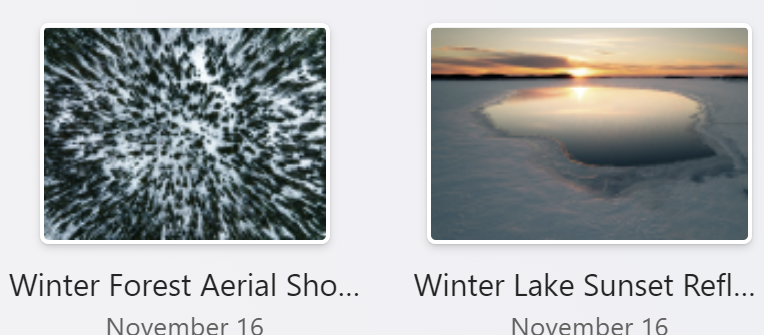 Winter Forest Aerial Sho...
November 16
Winter Lake Sunset Refl...
November 16